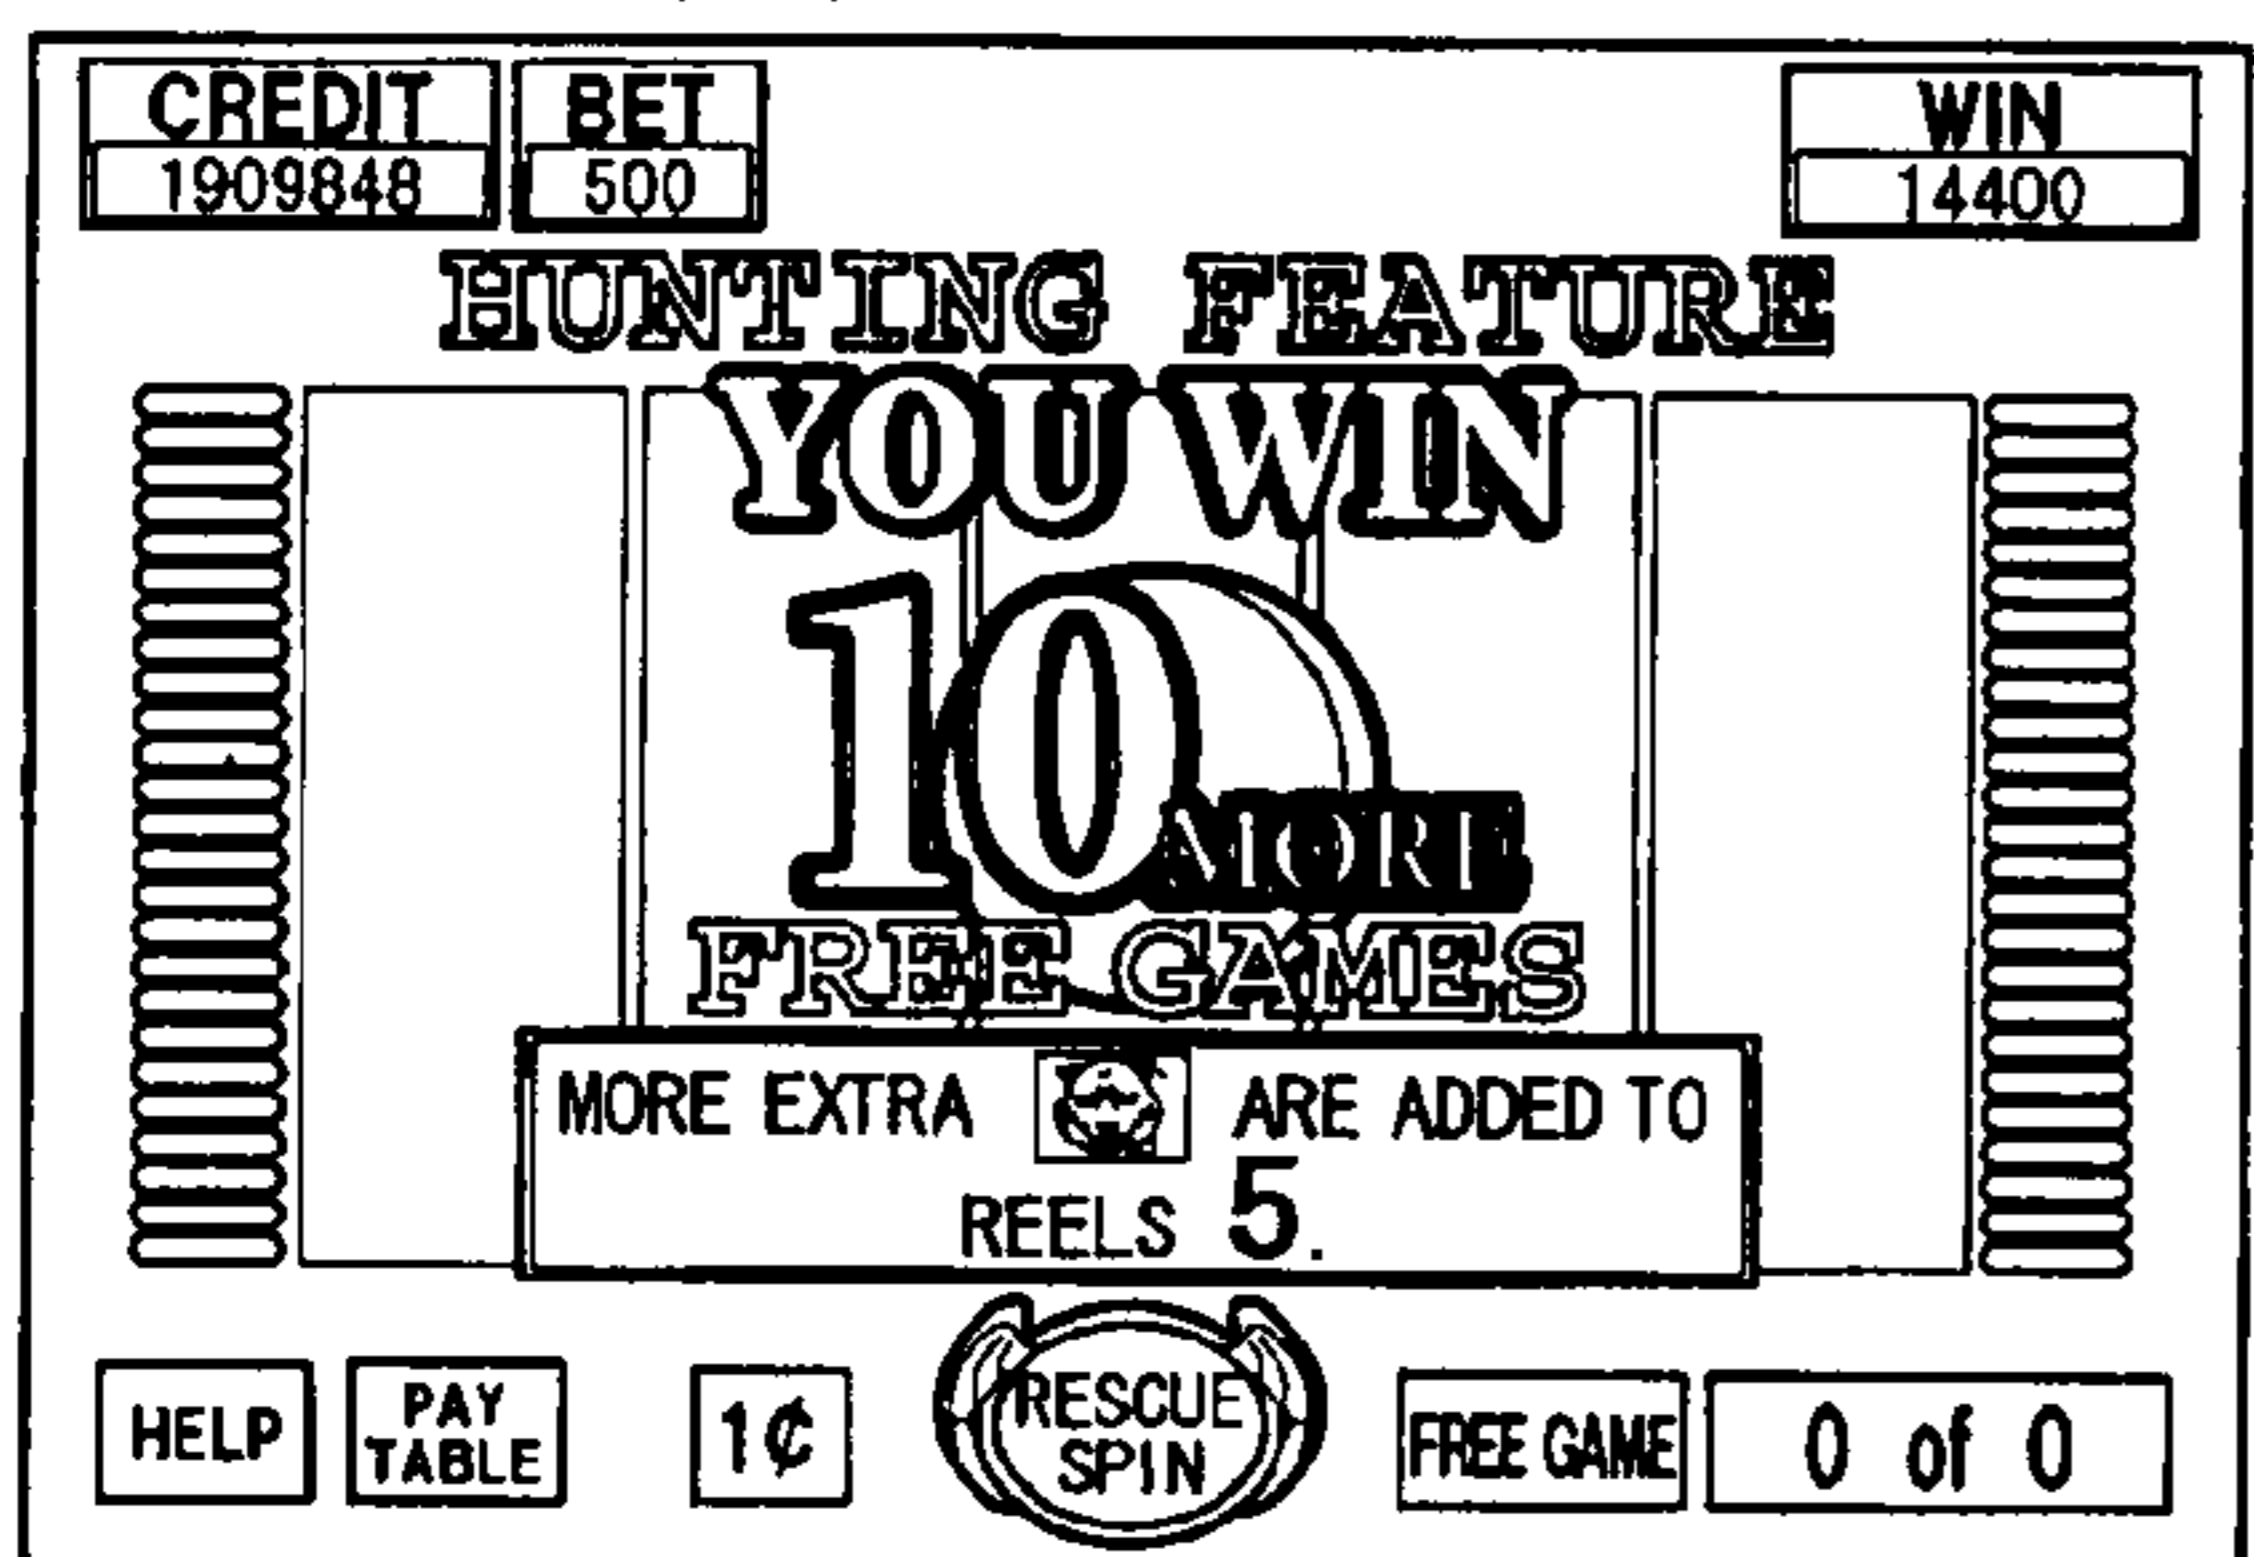 CREDIT BET WIN
1909848 500 14400
HUNTING FEATURE
YOU WIN
10 MORE
FREE GAMES
MORE EXTRA ARE ADDED TO
REELS 5.
HELP
PAY
TABLE
1¢
RESCUE
SPIN
FREE GAME
0 of 0